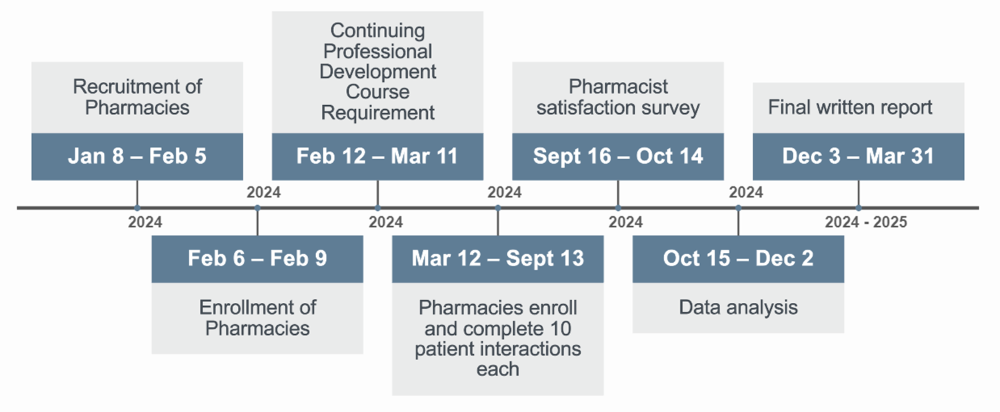 Recruitment of
Pharmacies
Jan 8 – Feb 5
2024
Feb 6 – Feb 9
Enrollment of
Pharmacies
2024
Continuing
Professional
Development
Course
Requirement
Feb 12 – Mar 11
2024
Mar 12 – Sept 13
Pharmacies enroll
and complete 10
patient interactions
each
2024
Pharmacist
satisfaction survey
Sept 16 – Oct 14
2024
Oct 15 – Dec 2
Data analysis
2024
Final written report
Dec 3 – Mar 31
2024 - 2025